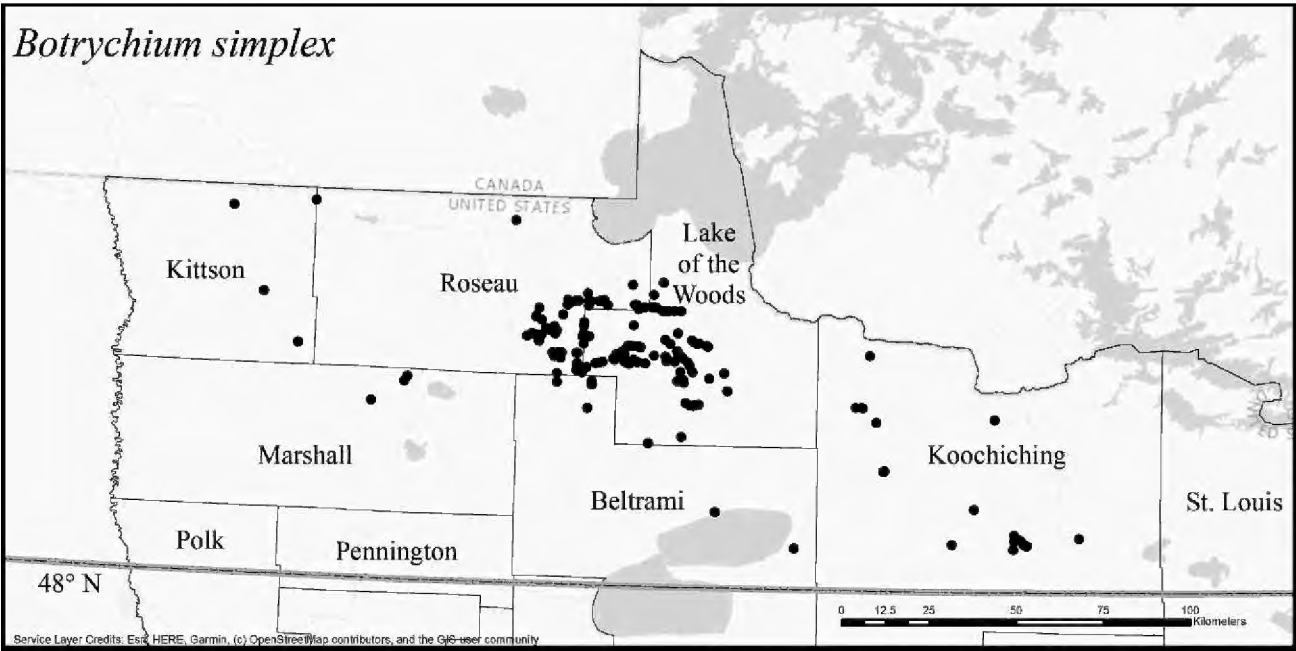 Botrychium simplex
CANADA
UNITED STATES
Kittson
Roseau
Lake
of the
Woods
Marshall
Koochiching
Beltrami
St. Louis
Polk
Pennington
48° N
0 12.5 25 50 75 100
Kilometers
Service Layer Credits: Esri, HERE, Garmin, (c) OpenStreetMap contributors, and the GIS user community